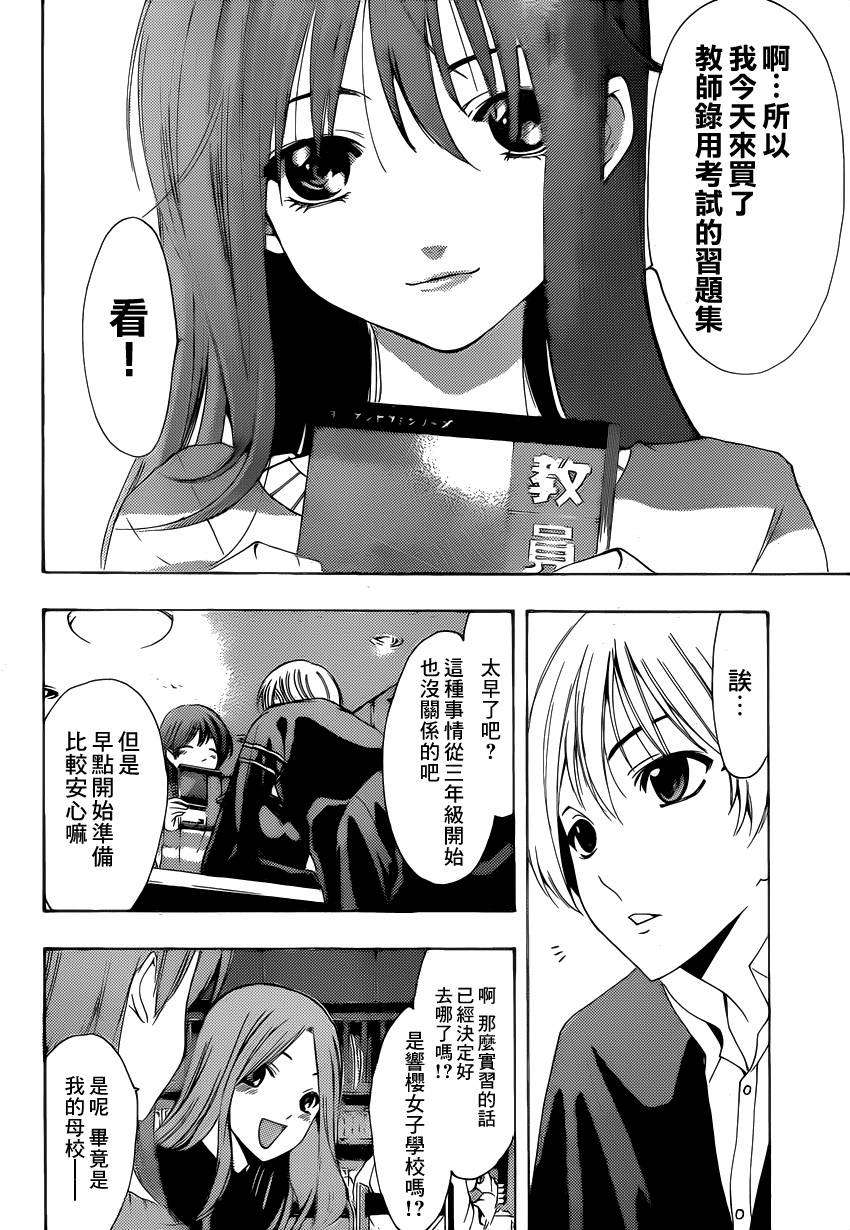 啊…所以
我今天來買了
教師錄用考試的習題集
看！
教員
誒…
太早了吧？
這種事情從三年級開始
也沒關係的吧
但是
早點開始準備
比較安心嘛
啊 那麼實習的話
已經決定好
去哪了嗎!?
是響櫻女子學校嗎!?
是呢 畢竟是
我的母校——